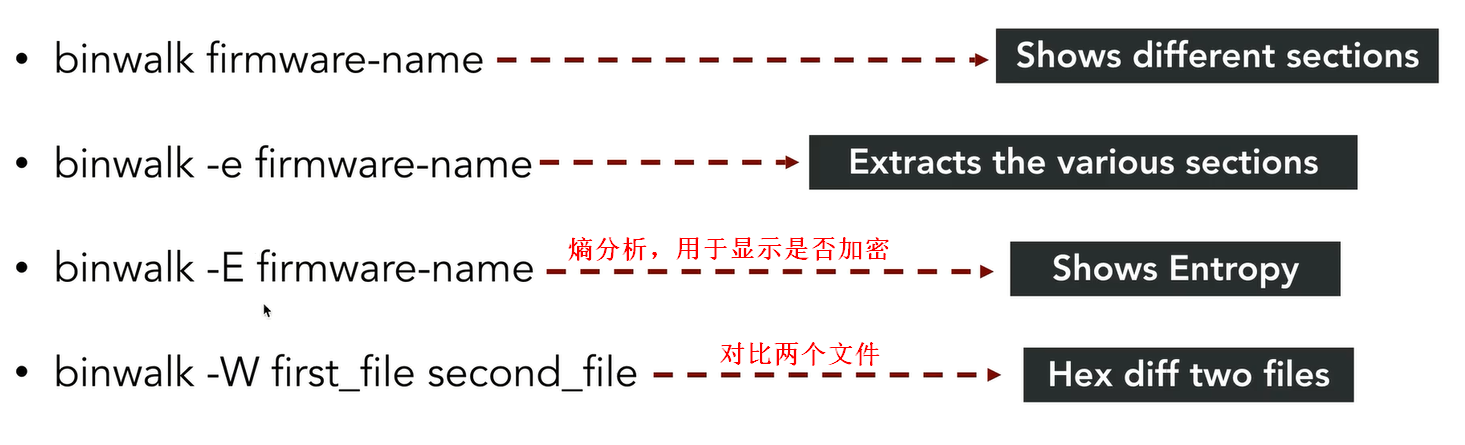 • binwalk firmware-name Shows different sections
• binwalk -e firmware-name Extracts the various sections
• binwalk -E firmware-name 熵分析，用于显示是否加密 Shows Entropy
• binwalk -W first_file second_file 对比两个文件 Hex diff two files